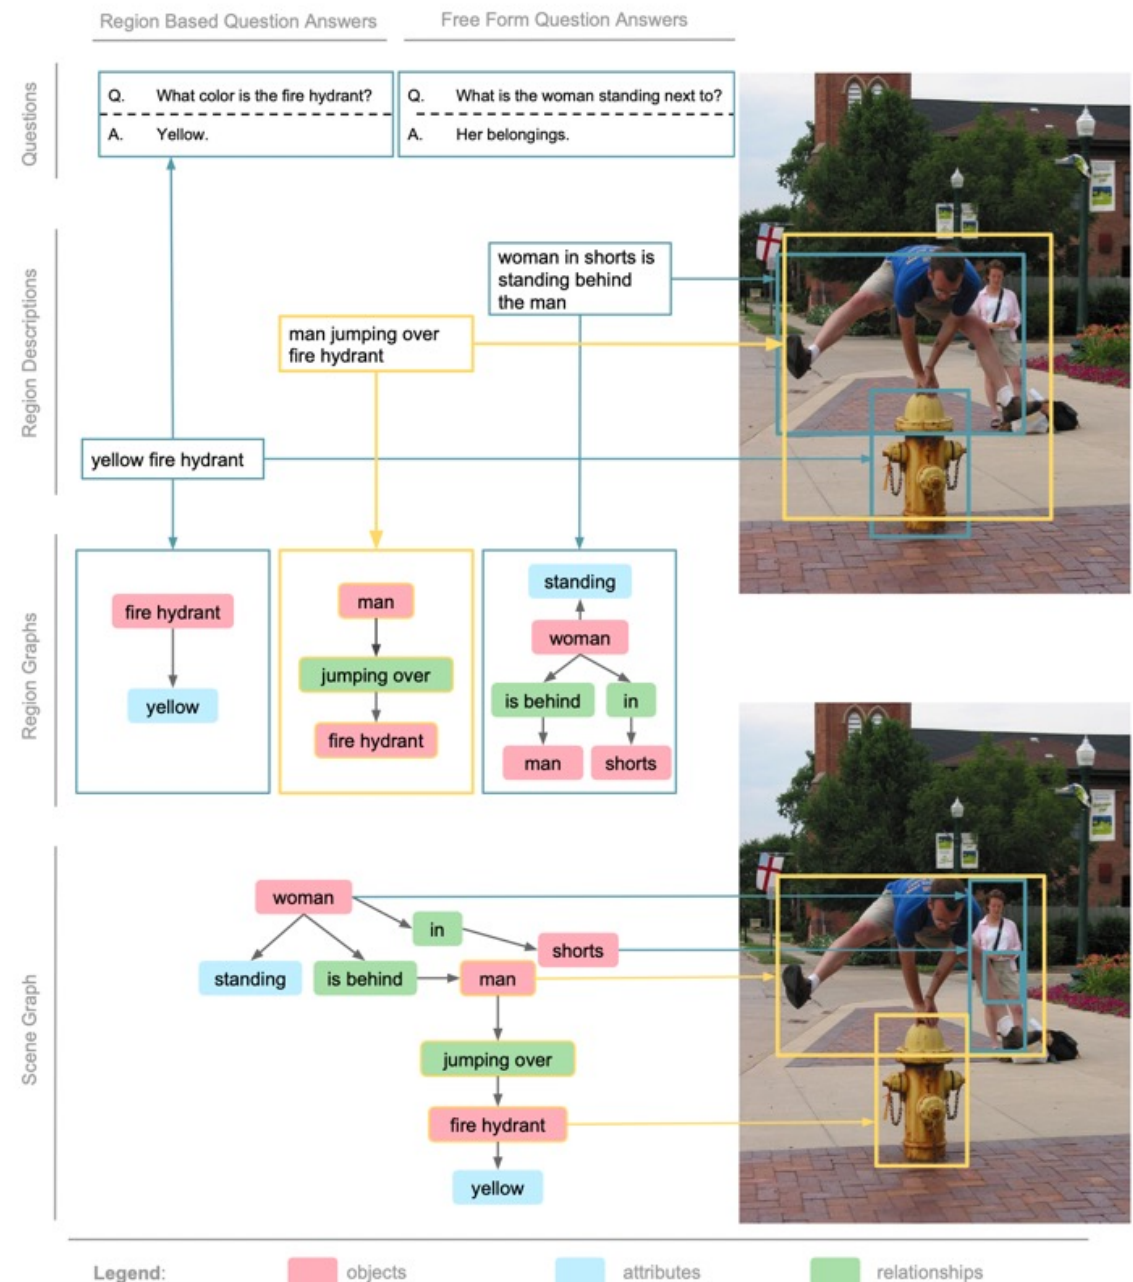 Region Based Question Answers
Free Form Question Answers
Questions
Q. What color is the fire hydrant?
A. Yellow.
Q. What is the woman standing next to?
A. Her belongings.
Region Descriptions
woman in shorts is
standing behind
the man
man jumping over
fire hydrant
yellow fire hydrant
Region Graphs
fire hydrant
yellow
man
jumping over
fire hydrant
standing
woman
is behind
in
man
shorts
Scene Graph
woman
in
shorts
standing
is behind
man
jumping over
fire hydrant
yellow
Legend:
objects
attributes
relationships